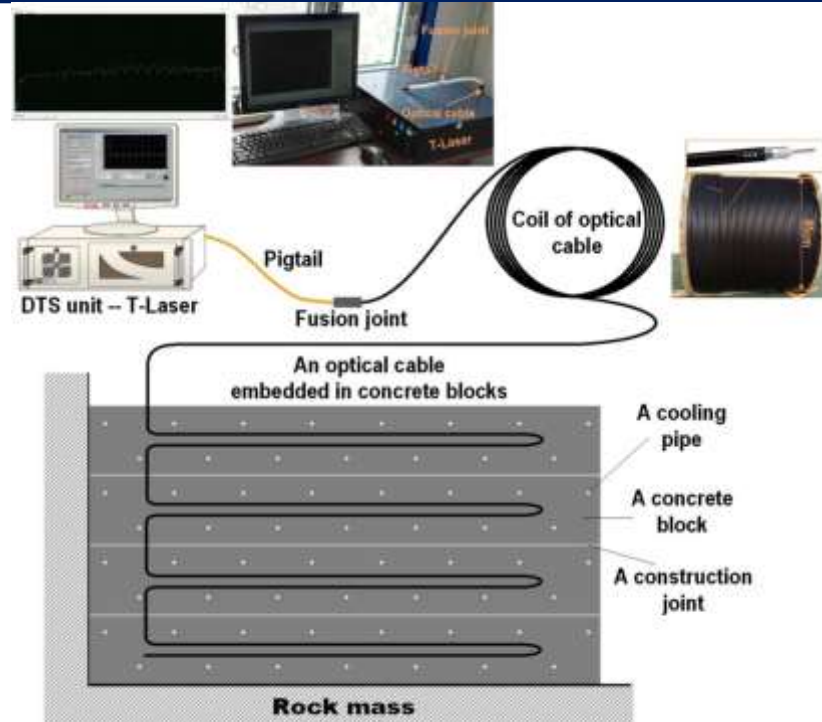 Fusion joint
Pigtail
Optical cable
T-Laser
Coil of optical
cable
Pigtail
DTS unit -- T-Laser
Fusion joint
An optical cable
embedded in concrete blocks
A cooling
pipe
A concrete
block
A construction
joint
Rock mass